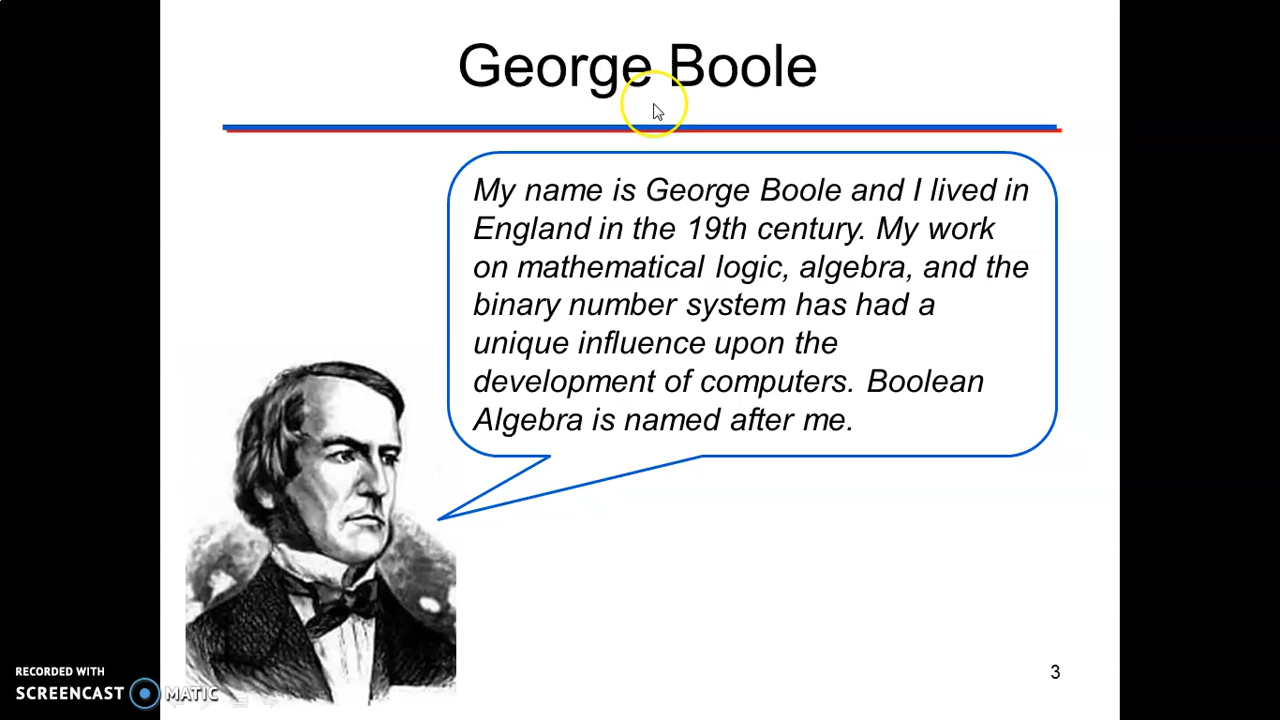 George Boole
My name is George Boole and I lived in
England in the 19th century. My work
on mathematical logic, algebra, and the
binary number system has had a
unique influence upon the
development of computers. Boolean
Algebra is named after me.
3
RECORDED WITH
SCREENCAST MATIC